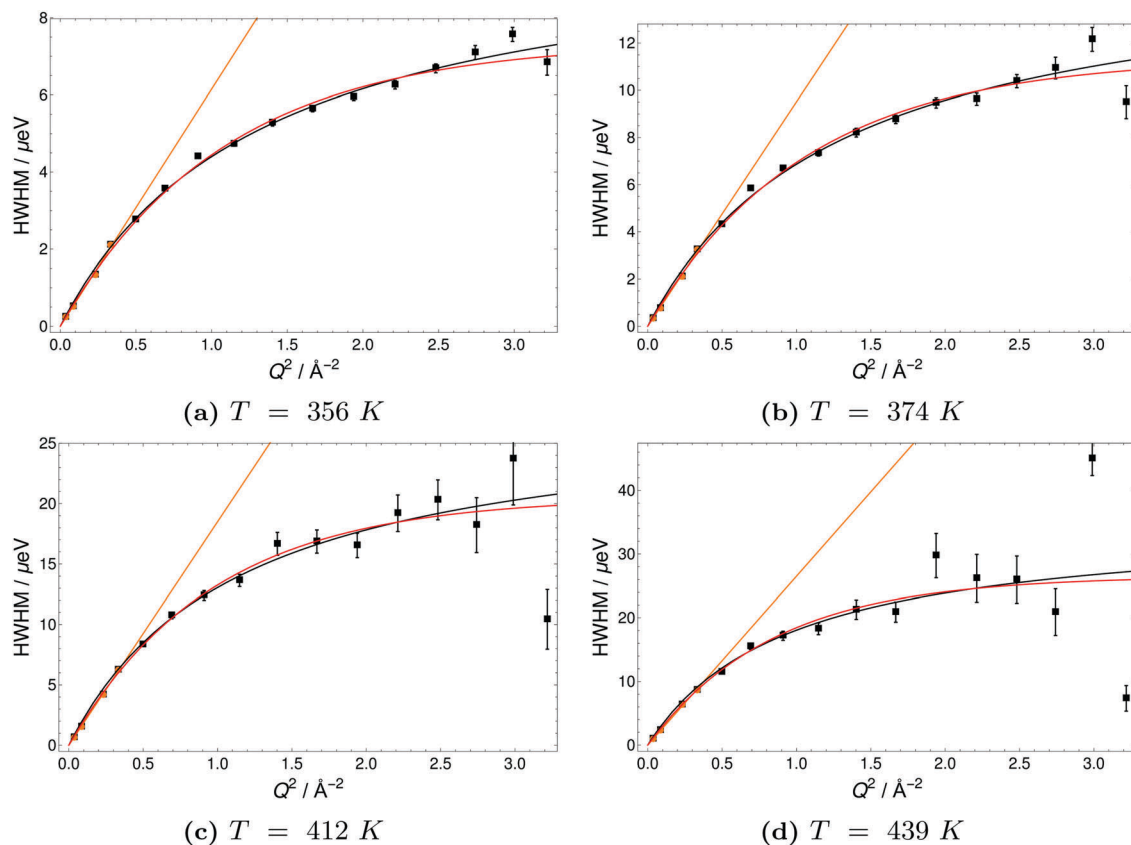 8
6
4
2
0
HWHM / μeV
0.0 0.5 1.0 1.5 2.0 2.5 3.0
Q² / Å⁻²
(a) T = 356 K
12
10
8
6
4
2
0
HWHM / μeV
0.0 0.5 1.0 1.5 2.0 2.5 3.0
Q² / Å⁻²
(b) T = 374 K
25
20
15
10
5
0
HWHM / μeV
0.0 0.5 1.0 1.5 2.0 2.5 3.0
Q² / Å⁻²
(c) T = 412 K
40
30
20
10
0
HWHM / μeV
0.0 0.5 1.0 1.5 2.0 2.5 3.0
Q² / Å⁻²
(d) T = 439 K